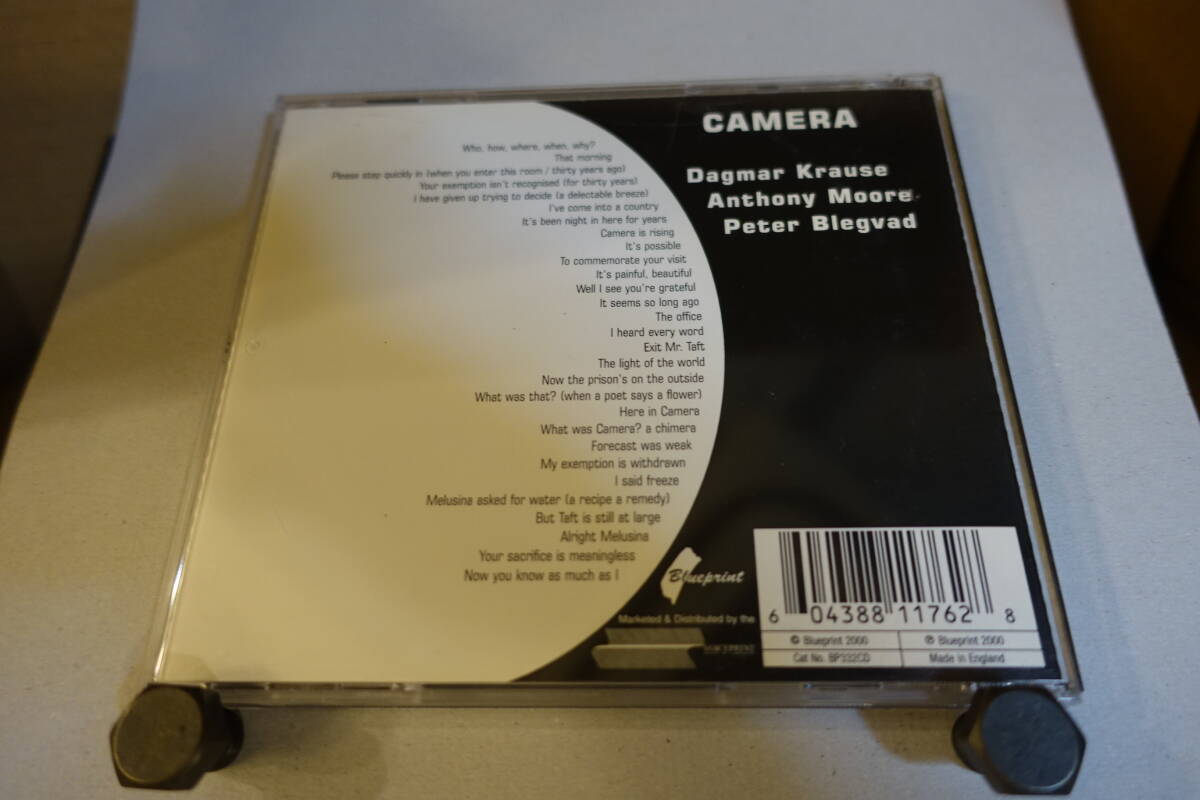 CAMERA
Dagmar Krause
Anthony Moore
Peter Blegvad
Who, how, where, when, why?
That morning
Please step quickly in (when you enter this room / thirty years ago)
Your exemption isn't recognised (for thirty years)
I have given up trying to decide (a delectable breeze)
I've come into a country
It's been night in here for years
Camera is rising
It's possible
To commemorate your visit
It's painful, beautiful
Well I see you're grateful
It seems so long ago
The office
I heard every word
Exit Mr. Taft
The light of the world
Now the prison's on the outside
What was that? (when a poet says a flower)
Here in Camera
What was Camera? a chimera
Forecast was weak
My exemption is withdrawn
I said freeze
Melusina asked for water (a recipe a remedy)
But Taft is still at large
Alright Melusina
Your sacrifice is meaningless
Now you know as much as I
Blueprint
Marketed & Distributed by the
VOICEPRINT
6 04388 11762 8
© Blueprint 2000
℗ Blueprint 2000
Cat No. BP332CD
Made in England